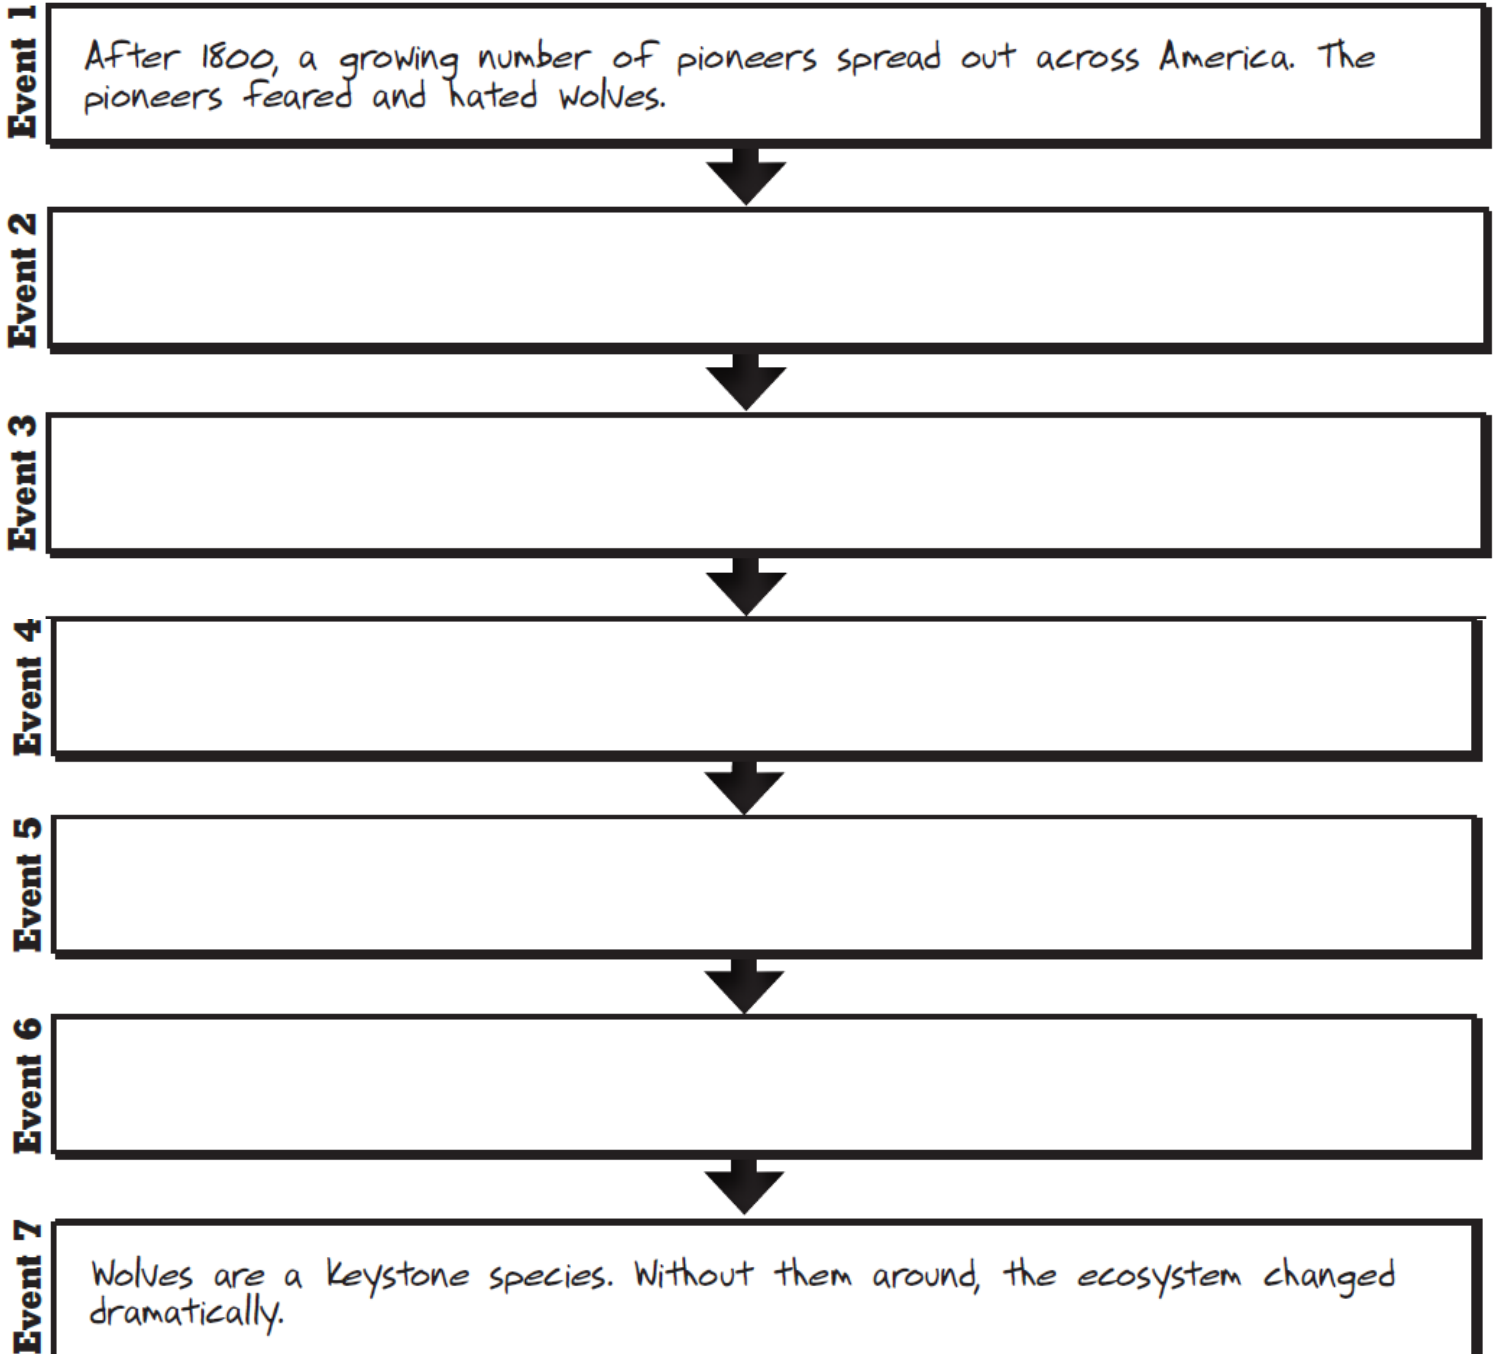 Event 1
After 1800, a growing number of pioneers spread out across America. The
pioneers feared and hated wolves.
Event 2
Event 3
Event 4
Event 5
Event 6
Event 7
Wolves are a keystone species. Without them around, the ecosystem changed
dramatically.